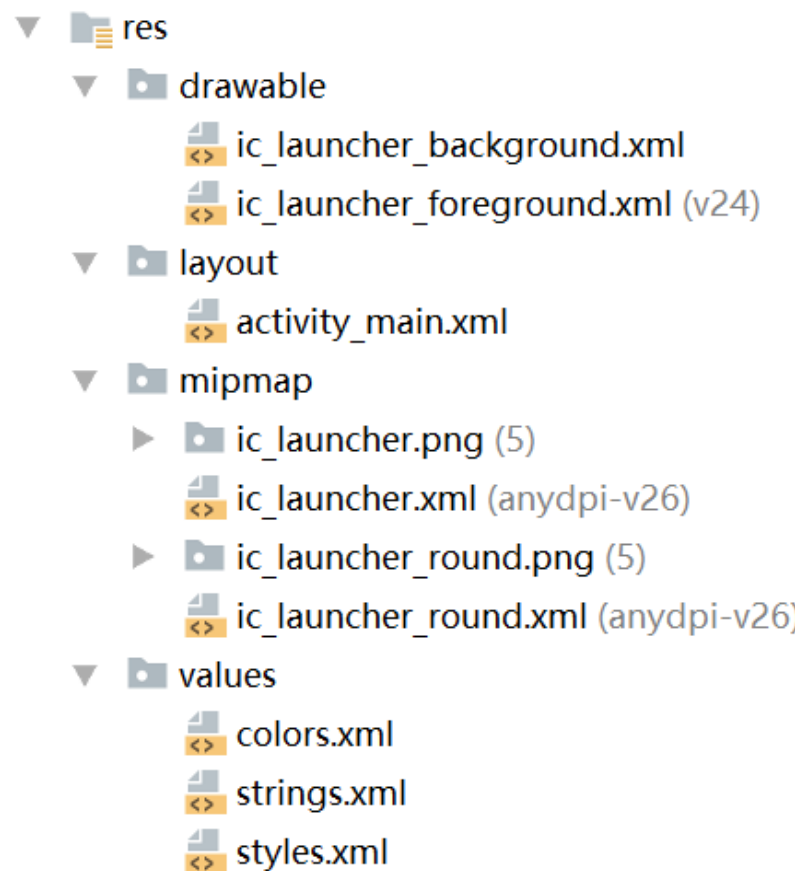 res
drawable
ic_launcher_background.xml
ic_launcher_foreground.xml (v24)
layout
activity_main.xml
mipmap
ic_launcher.png (5)
ic_launcher.xml (anydpi-v26)
ic_launcher_round.png (5)
ic_launcher_round.xml (anydpi-v26)
values
colors.xml
strings.xml
styles.xml